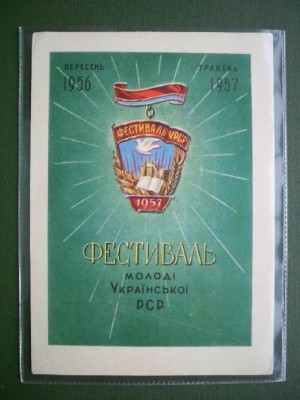 ВЕРЕСЕНЬ ТРАВЕНЬ
1956 1957
ФЕСТИВАЛЬ УРСР
1957
ФЕСТИВАЛЬ
МОЛОДІ
УКРАЇНСЬКОЇ
РСР